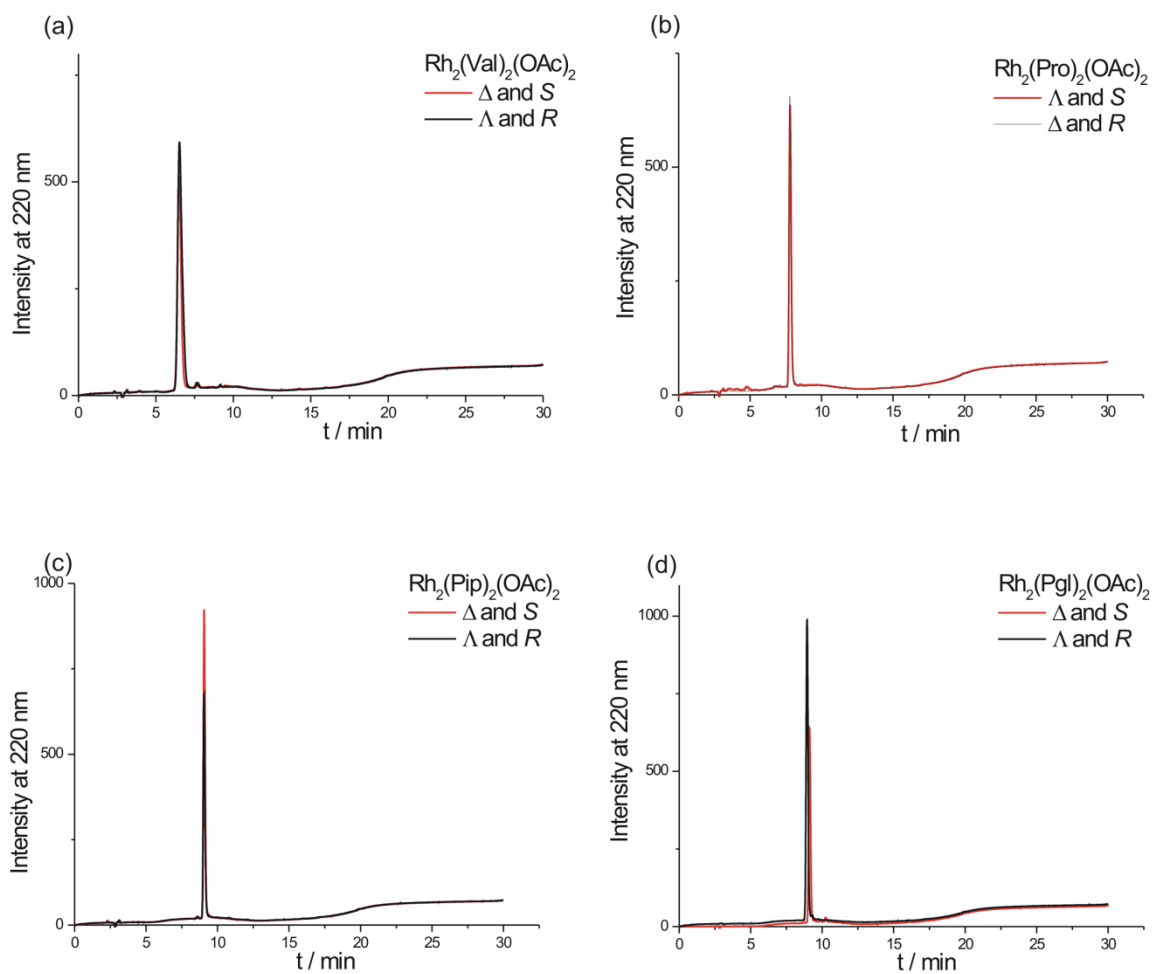 (a)
Rh₂(Val)₂(OAc)₂
Δ and S
Λ and R
Intensity at 220 nm
500
0
0 5 10 15 20 25 30
t / min
(b)
Rh₂(Pro)₂(OAc)₂
Λ and S
Δ and R
Intensity at 220 nm
500
0
0 5 10 15 20 25 30
t / min
(c)
Rh₂(Pip)₂(OAc)₂
Δ and S
Λ and R
Intensity at 220 nm
1000
500
0
0 5 10 15 20 25 30
t / min
(d)
Rh₂(Pgl)₂(OAc)₂
Δ and S
Λ and R
Intensity at 220 nm
1000
500
0
0 5 10 15 20 25 30
t / min